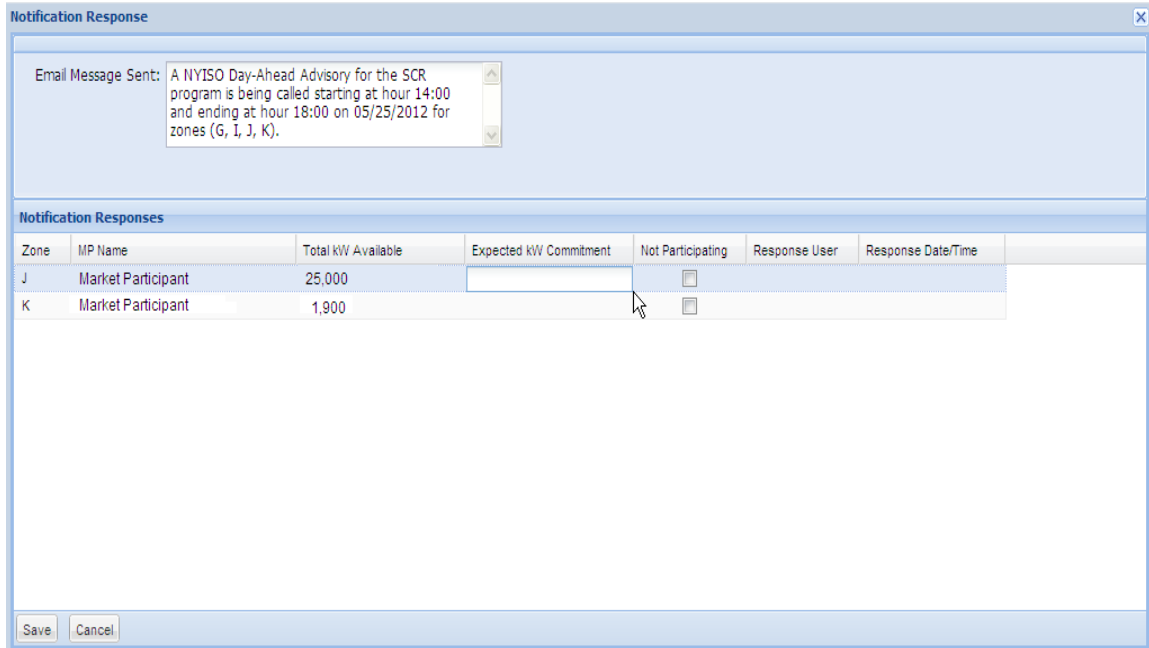 Notification Response
Email Message Sent: A NYISO Day-Ahead Advisory for the SCR
program is being called starting at hour 14:00
and ending at hour 18:00 on 05/25/2012 for
zones (G, I, J, K).
Notification Responses
Zone MP Name Total kW Available Expected kW Commitment Not Participating Response User Response Date/Time
J Market Participant 25,000
K Market Participant 1,900
Save Cancel